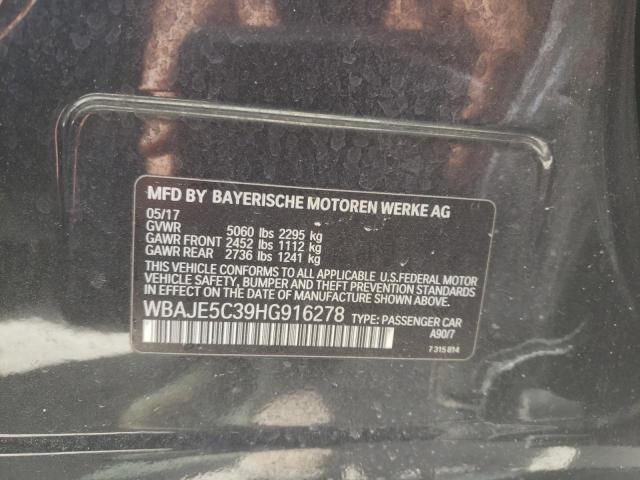 MFD BY BAYERISCHE MOTOREN WERKE AG
05/17
GVWR 5060 lbs 2295 kg
GAWR FRONT 2452 lbs 1112 kg
GAWR REAR 2736 lbs 1241 kg
THIS VEHICLE CONFORMS TO ALL APPLICABLE U.S.FEDERAL MOTOR
VEHICLE SAFETY, BUMPER AND THEFT PREVENTION STANDARDS
IN EFFECT ON THE DATE OF MANUFACTURE SHOWN ABOVE.
WBAJE5C39HG916278 TYPE: PASSENGER CAR
A90/7
7 315 814